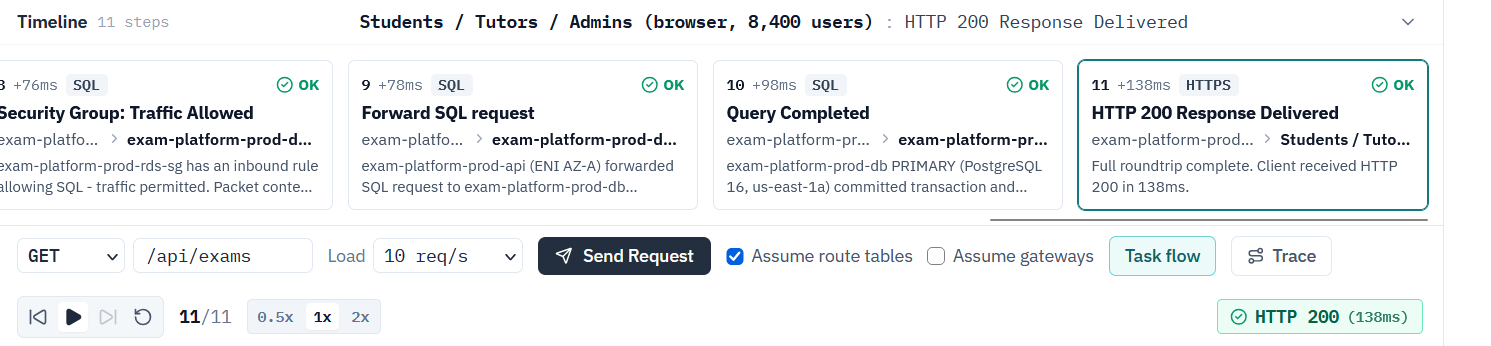 Timeline 11 steps
Students / Tutors / Admins (browser, 8,400 users) : HTTP 200 Response Delivered
+76ms SQL OK
Security Group: Traffic Allowed
exam-platfo... > exam-platform-prod-d...
exam-platform-prod-rds-sg has an inbound rule
allowing SQL - traffic permitted. Packet conte...
9 +78ms SQL OK
Forward SQL request
exam-platfo... > exam-platform-prod-d...
exam-platform-prod-api (ENI AZ-A) forwarded
SQL request to exam-platform-prod-db...
10 +98ms SQL OK
Query Completed
exam-platform-pr... > exam-platform-pr...
exam-platform-prod-db PRIMARY (PostgreSQL
16, us-east-1a) committed transaction and...
11 +138ms HTTPS OK
HTTP 200 Response Delivered
exam-platform-prod... > Students / Tuto...
Full roundtrip complete. Client received HTTP
200 in 138ms.
GET /api/exams Load 10 req/s Send Request Assume route tables Assume gateways Task flow Trace
11/11 0.5x 1x 2x HTTP 200 (138ms)